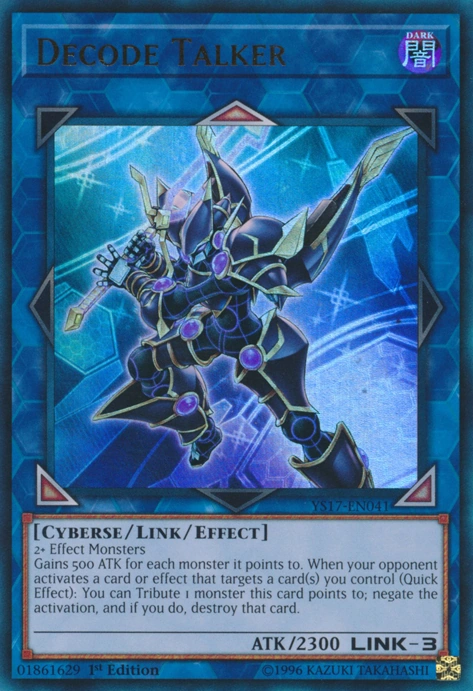 DECODE TALKER
DARK
闇
YS17-EN041
[CYBERSE/LINK/EFFECT]
2+ Effect Monsters
Gains 500 ATK for each monster it points to. When your opponent
activates a card or effect that targets a card(s) you control (Quick
Effect): You can Tribute 1 monster this card points to; negate the
activation, and if you do, destroy that card.
ATK/2300 LINK-3
01861629 1st Edition ©1996 KAZUKI TAKAHASHI